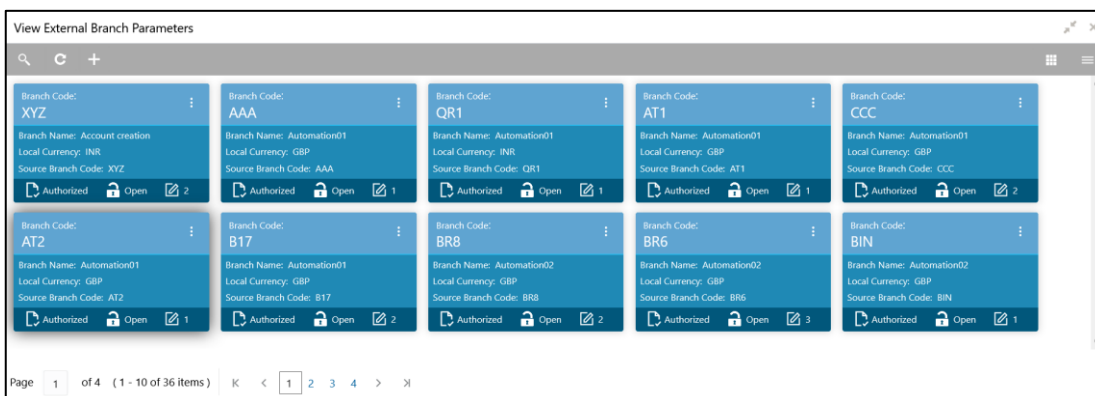 View External Branch Parameters
Branch Code:
XYZ
Branch Name: Account creation
Local Currency: INR
Source Branch Code: XYZ
Authorized Open 2
Branch Code:
AAA
Branch Name: Automation01
Local Currency: GBP
Source Branch Code: AAA
Authorized Open 1
Branch Code:
QR1
Branch Name: Automation01
Local Currency: INR
Source Branch Code: QR1
Authorized Open 1
Branch Code:
AT1
Branch Name: Automation01
Local Currency: GBP
Source Branch Code: AT1
Authorized Open 1
Branch Code:
CCC
Branch Name: Automation01
Local Currency: GBP
Source Branch Code: CCC
Authorized Open 2
Branch Code:
AT2
Branch Name: Automation01
Local Currency: GBP
Source Branch Code: AT2
Authorized Open 1
Branch Code:
B17
Branch Name: Automation01
Local Currency: GBP
Source Branch Code: B17
Authorized Open 2
Branch Code:
BR8
Branch Name: Automation02
Local Currency: GBP
Source Branch Code: BR8
Authorized Open 2
Branch Code:
BR6
Branch Name: Automation02
Local Currency: GBP
Source Branch Code: BR6
Authorized Open 3
Branch Code:
BIN
Branch Name: Automation02
Local Currency: GBP
Source Branch Code: BIN
Authorized Open 1
Page 1 of 4 ( 1 - 10 of 36 items ) 1 2 3 4